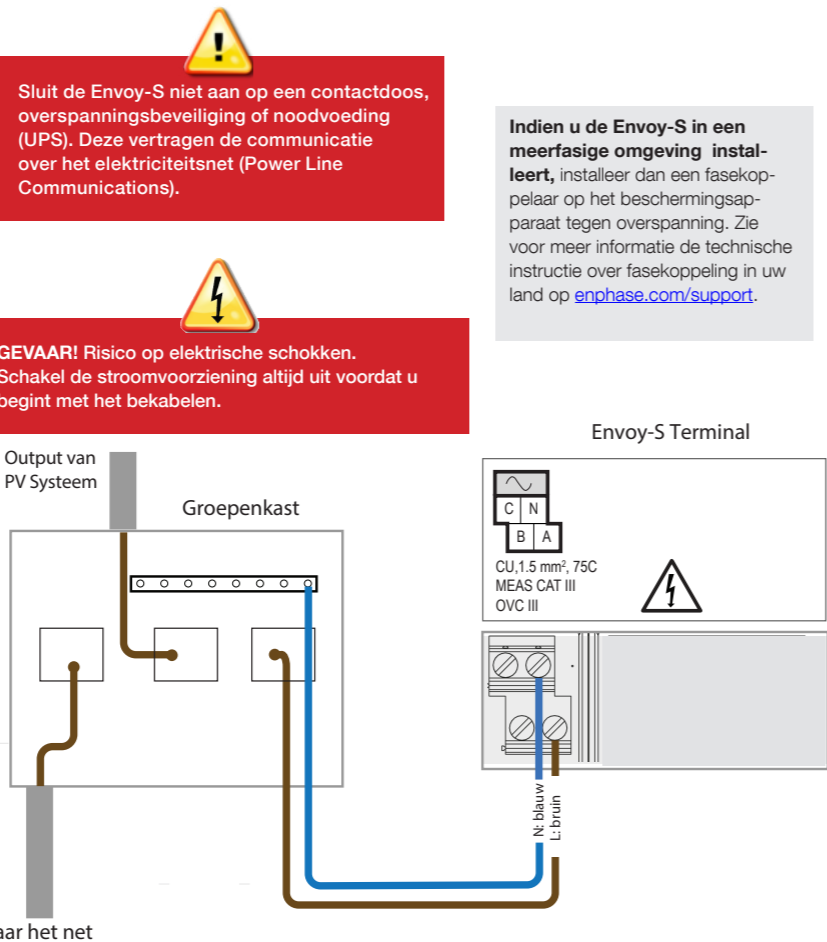 Sluit de Envoy-S niet aan op een contactdoos,
overspanningsbeveiliging of noodvoeding
(UPS). Deze vertragen de communicatie
over het elektriciteitsnet (Power Line
Communications).
Indien u de Envoy-S in een
meerfasige omgeving instal-
leert, installeer dan een fasekop-
pelaar op het beschermingsap-
paraat tegen overspanning. Zie
voor meer informatie de technische
instructie over fasekoppeling in uw
land op enphase.com/support.
GEVAAR! Risico op elektrische schokken.
Schakel de stroomvoorziening altijd uit voordat u
begint met het bekabelen.
Output van
PV Systeem
Groepenkast
Envoy-S Terminal
C N
B A
CU,1.5 mm², 75C
MEAS CAT III
OVC III
N: blauw
L: bruin
aar het net